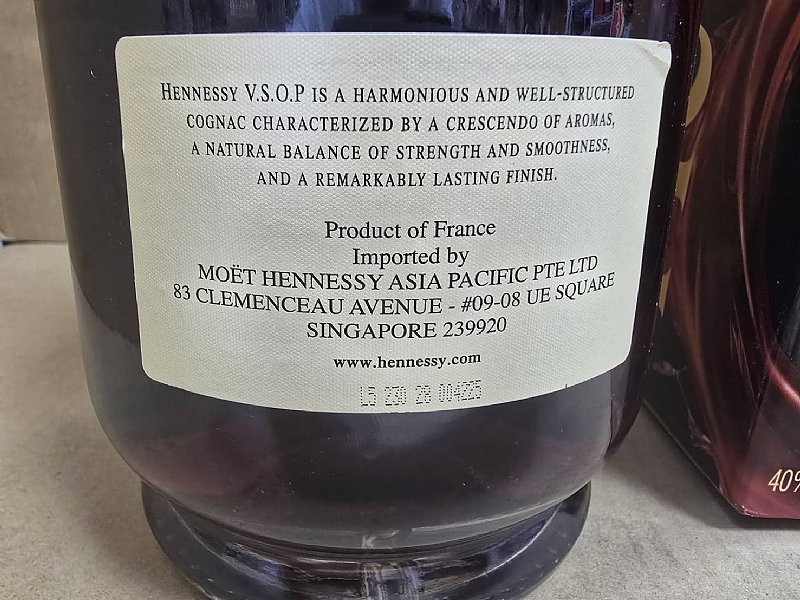 HENNESSY V.S.O.P IS A HARMONIOUS AND WELL-STRUCTURED
COGNAC CHARACTERIZED BY A CRESCENDO OF AROMAS,
A NATURAL BALANCE OF STRENGTH AND SMOOTHNESS,
AND A REMARKABLY LASTING FINISH.
Product of France
Imported by
MOËT HENNESSY ASIA PACIFIC PTE LTD
83 CLEMENCEAU AVENUE - #09-08 UE SQUARE
SINGAPORE 239920
www.hennessy.com
L5 230 28 004225
40%